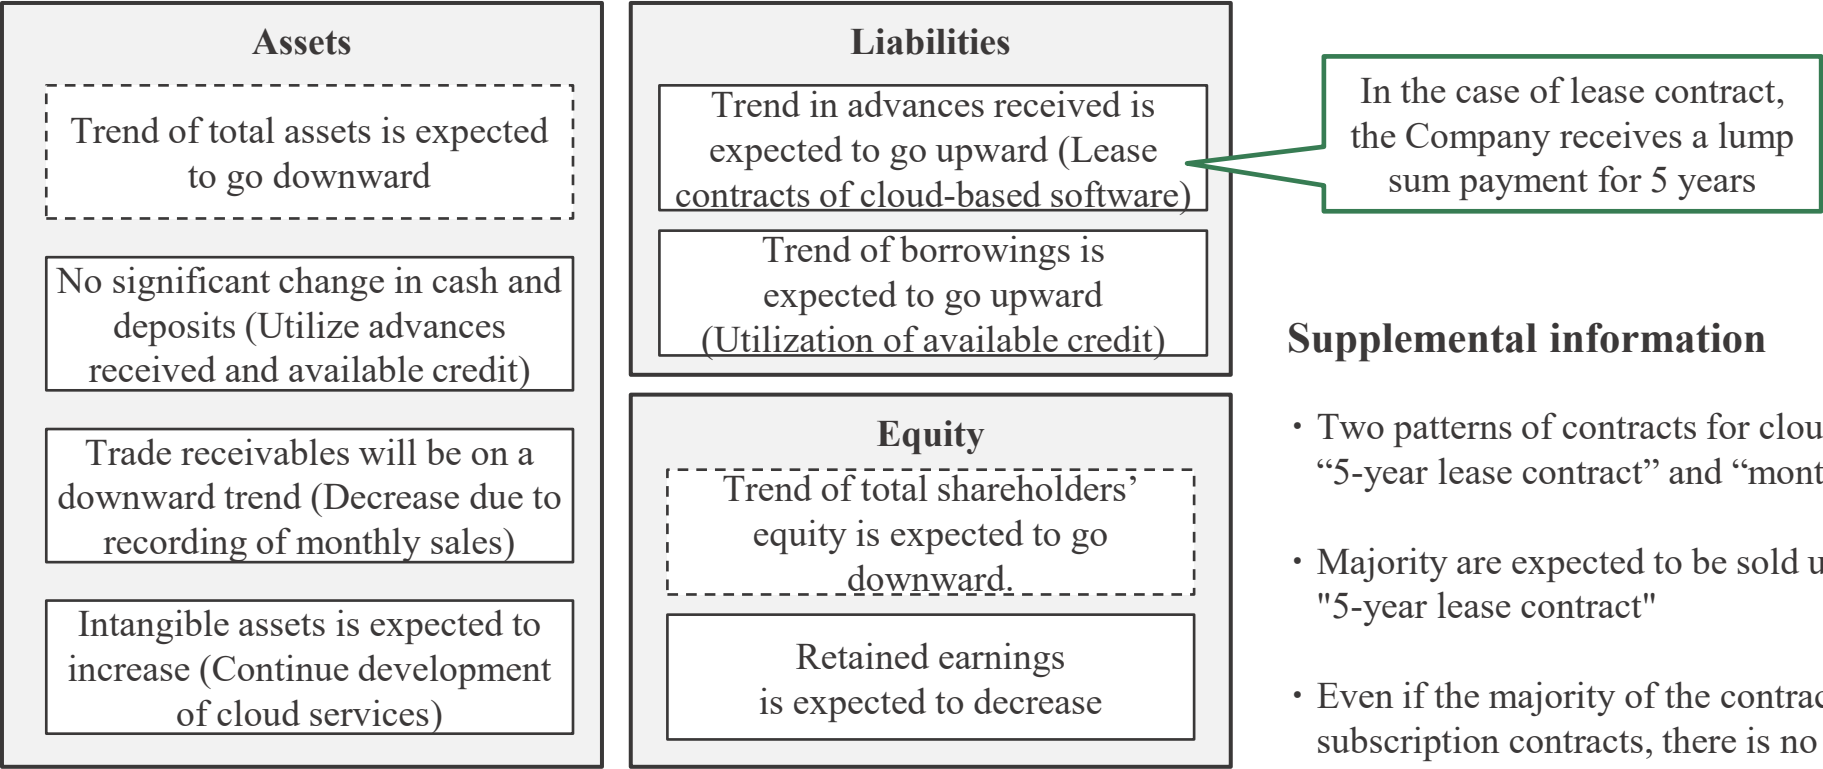 Assets
Trend of total assets is expected
to go downward
No significant change in cash and
deposits (Utilize advances
received and available credit)
Trade receivables will be on a
downward trend (Decrease due to
recording of monthly sales)
Intangible assets is expected to
increase (Continue development
of cloud services)
Liabilities
Trend in advances received is
expected to go upward (Lease
contracts of cloud-based software)
Trend of borrowings is
expected to go upward
(Utilization of available credit)
Equity
Trend of total shareholders’
equity is expected to go
downward.
Retained earnings
is expected to decrease
In the case of lease contract,
the Company receives a lump
sum payment for 5 years
Supplemental information
・Two patterns of contracts for
“5-year lease contract” and
・Majority are expected to be sold
"5-year lease contract"
・Even if the majority of the
subscription contracts, there is no